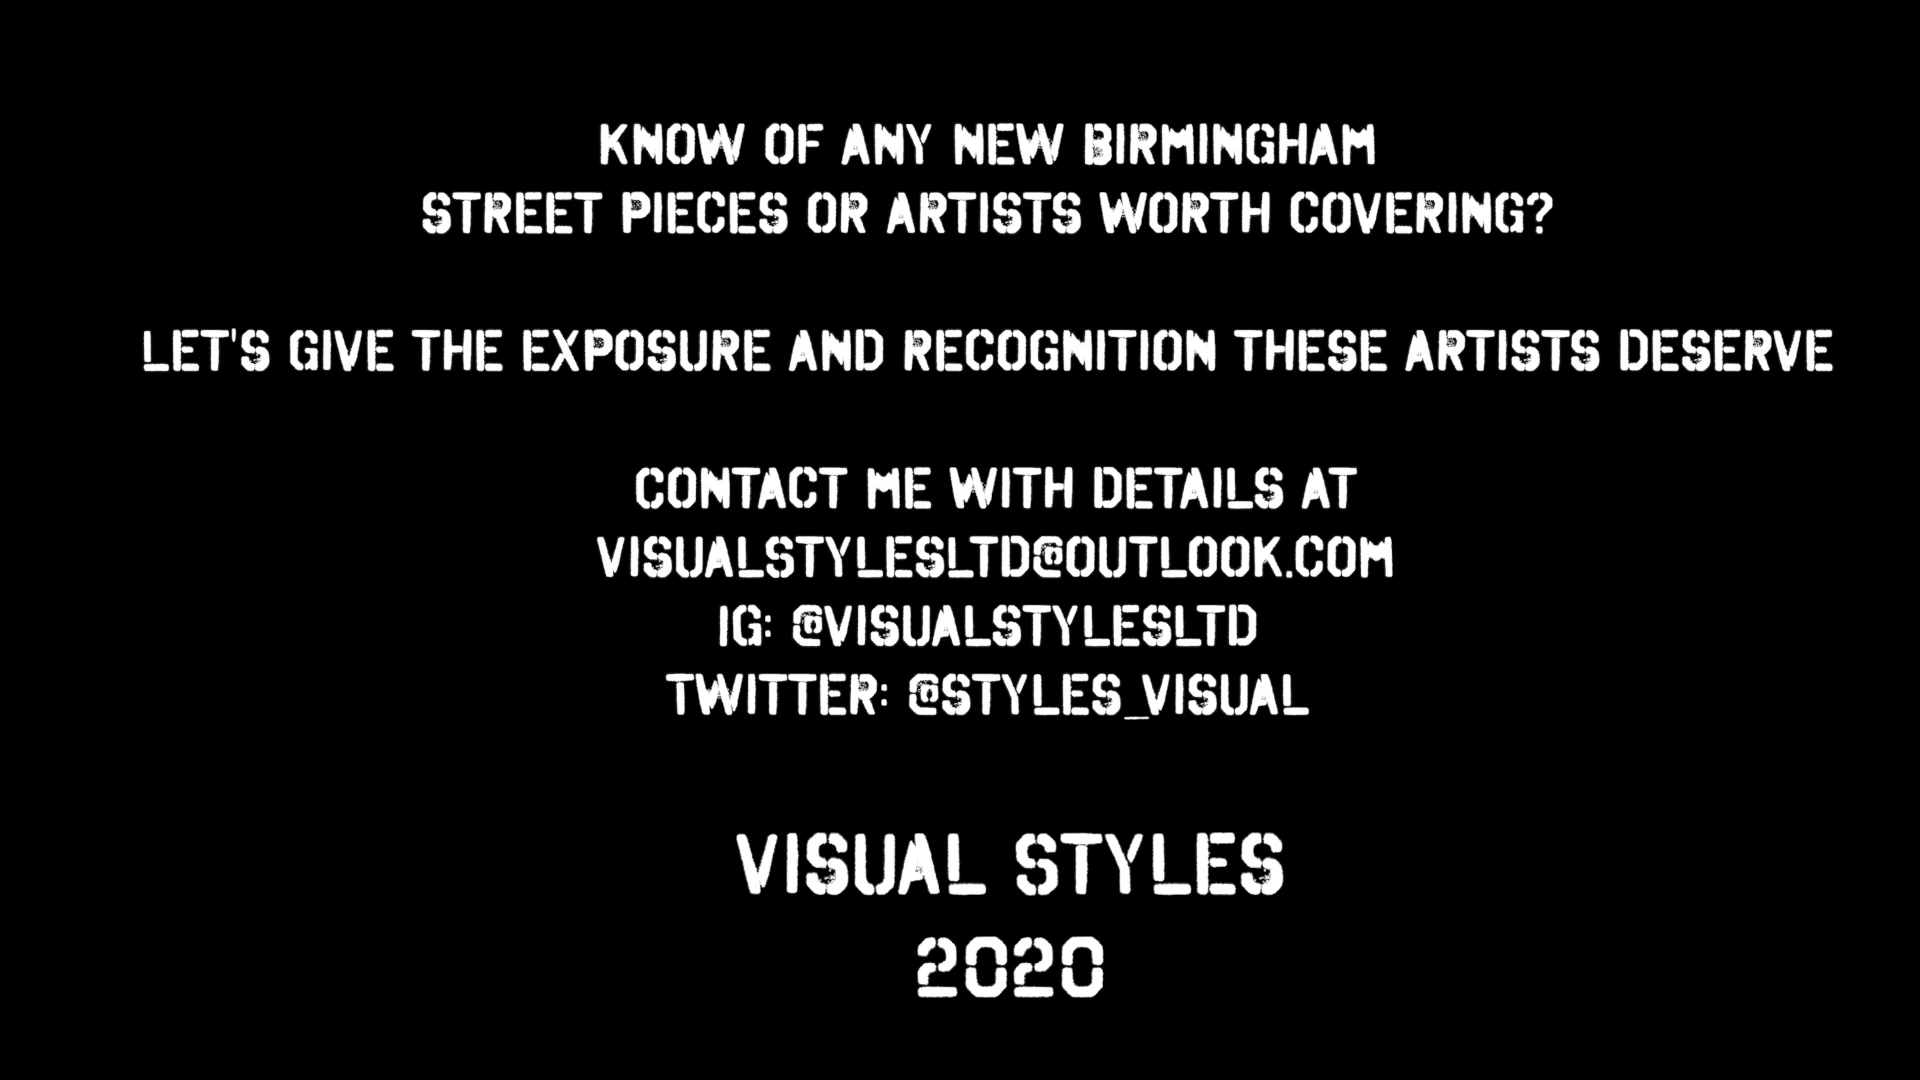 KNOW OF ANY NEW BIRMINGHAM
STREET PIECES OR ARTISTS WORTH COVERING?
LET'S GIVE THE EXPOSURE AND RECOGNITION THESE ARTISTS DESERVE
CONTACT ME WITH DETAILS AT
VISUALSTYLESLTD@OUTLOOK.COM
IG: @VISUALSTYLESLTD
TWITTER: @STYLES_VISUAL
VISUAL STYLES
2020